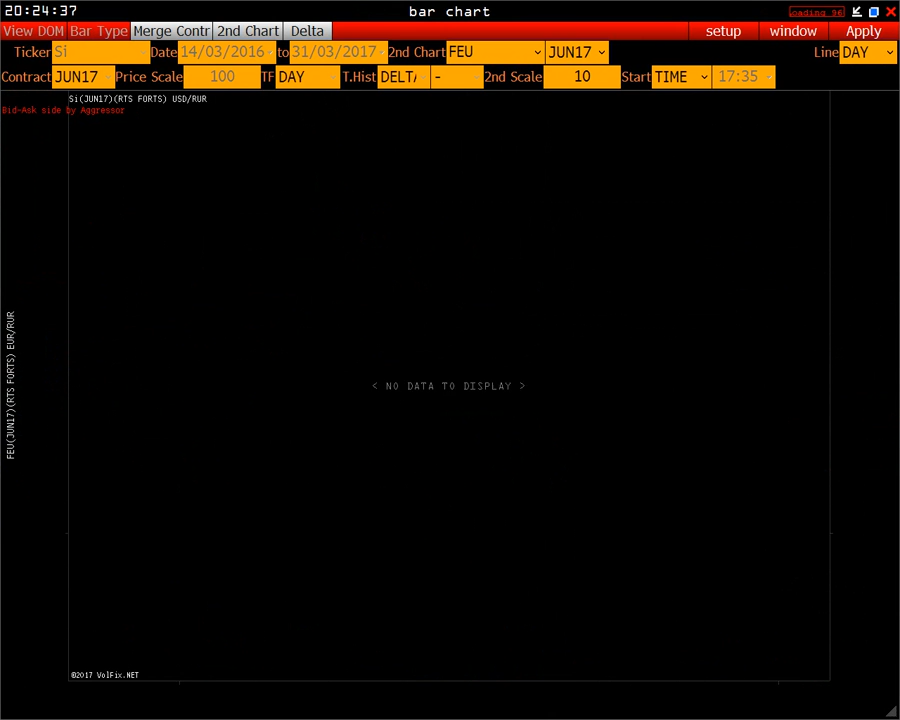 20:24:37 bar chart Loading 98
View DOM Bar Type Merge Contr 2nd Chart Delta setup window Apply
Ticker Si Date 14/03/2016 to 31/03/2017 2nd Chart FEU JUN17 Line DAY
Contract JUN17 Price Scale 100 TF DAY T.Hist DELTA - 2nd Scale 10 Start TIME 17:35
Si(JUN17)(RTS FORTS) USD/RUR
Bid-Ask side by Aggressor
FEU(JUN17)(RTS FORTS) EUR/RUR
< NO DATA TO DISPLAY >
©2017 VolFix.NET